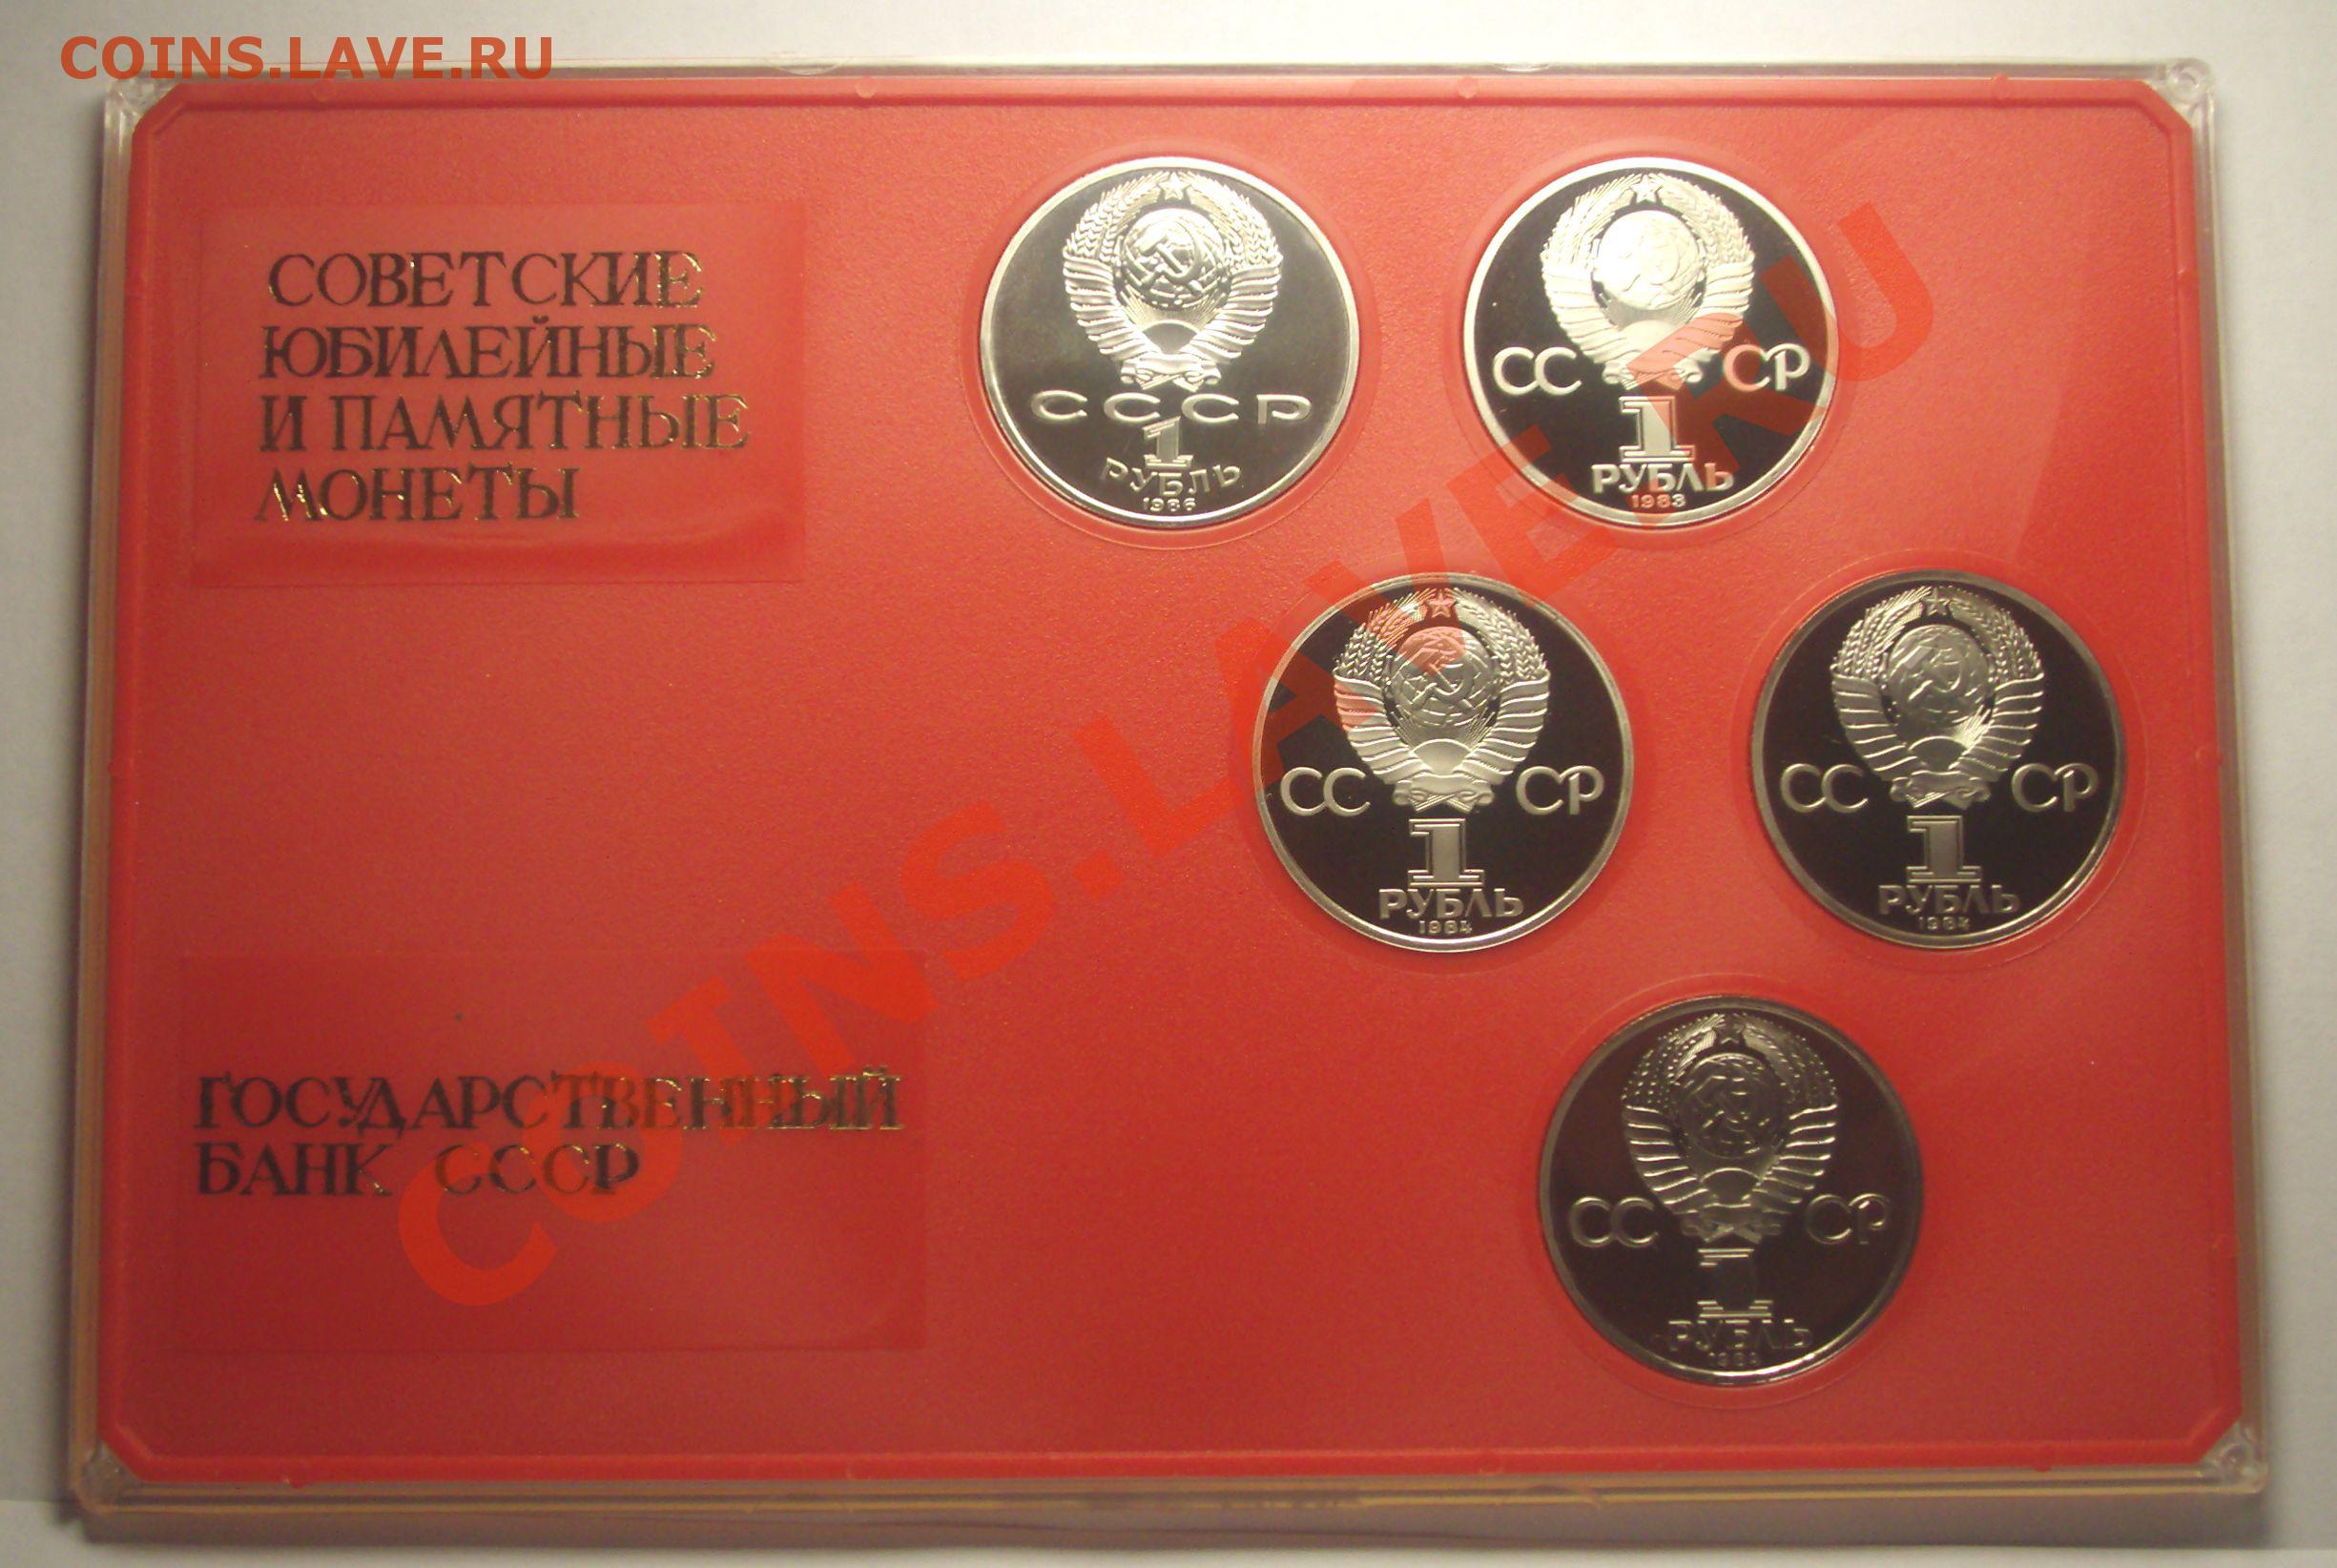 COINS.LAVE.RU
СОВЕТСКИЕ
ЮБИЛЕЙНЫЕ
И ПАМЯТНЫЕ
МОНЕТЫ
СССР
1
РУБЛЬ
1986
СС СР
1
РУБЛЬ
1983
СС СР
1
РУБЛЬ
1984
СС СР
1
РУБЛЬ
1984
ГОСУДАРСТВЕННЫЙ
БАНК СССР
СС СР
1
РУБЛЬ
COINS.LAVE.RU